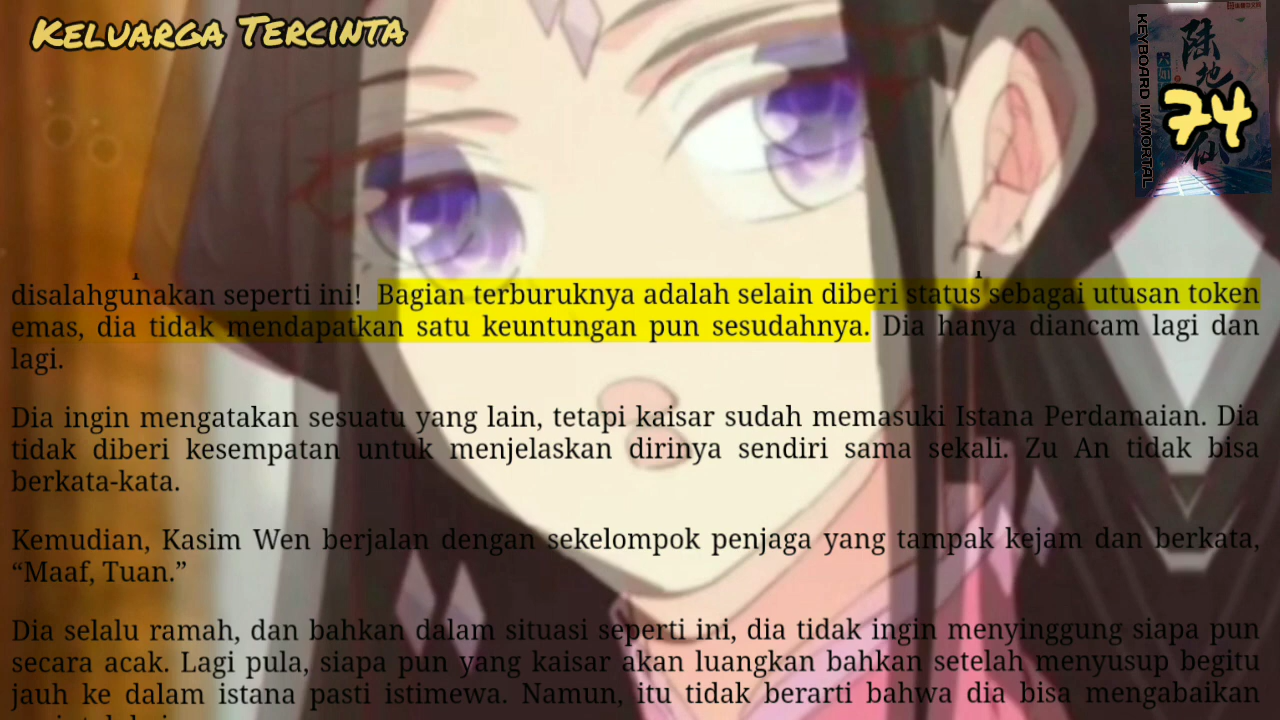 Keluarga Tercinta
KEYBOARD IMMORTAL
陆地
仙
74
disalahgunakan seperti ini! Bagian terburuknya adalah selain diberi status sebagai utusan token
emas, dia tidak mendapatkan satu keuntungan pun sesudahnya. Dia hanya diancam lagi dan
lagi.
Dia ingin mengatakan sesuatu yang lain, tetapi kaisar sudah memasuki Istana Perdamaian. Dia
tidak diberi kesempatan untuk menjelaskan dirinya sendiri sama sekali. Zu An tidak bisa
berkata-kata.
Kemudian, Kasim Wen berjalan dengan sekelompok penjaga yang tampak kejam dan berkata,
“Maaf, Tuan.”
Dia selalu ramah, dan bahkan dalam situasi seperti ini, dia tidak ingin menyinggung siapa pun
secara acak. Lagi pula, siapa pun yang kaisar akan luangkan bahkan setelah menyusup begitu
jauh ke dalam istana pasti istimewa. Namun, itu tidak berarti bahwa dia bisa mengabaikan